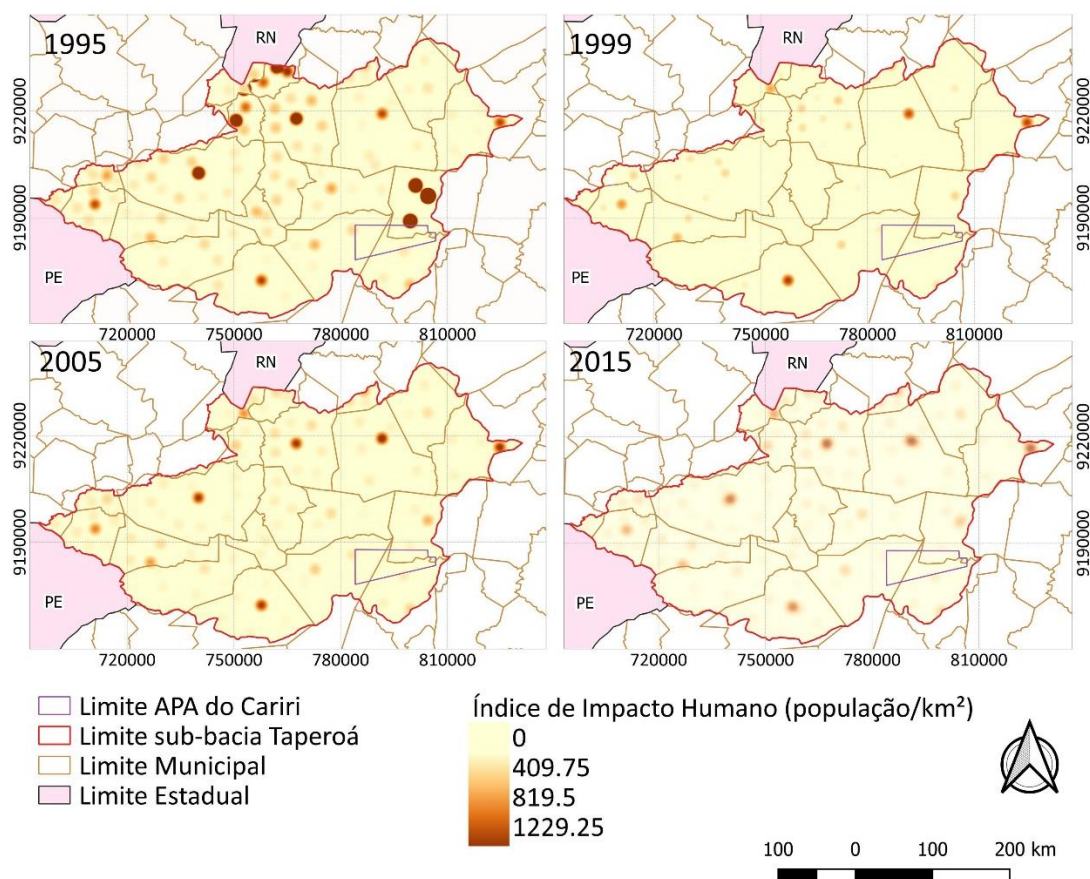 1995
RN
PE
9220000
9190000
720000
750000
780000
810000
1999
RN
PE
9220000
9190000
720000
750000
780000
810000
2005
RN
PE
9220000
9190000
720000
750000
780000
810000
2015
RN
PE
9220000
9190000
720000
750000
780000
810000
Limite APA do Cariri
Limite sub-bacia Taperoá
Limite Municipal
Limite Estadual
Índice de Impacto Humano (população/km²)
0
409.75
819.5
1229.25
100 0 100 200 km